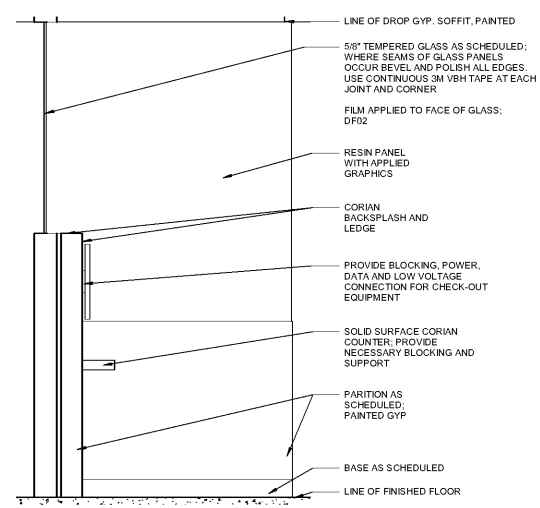 LINE OF DROP GYP. SOFFIT, PAINTED
5/8" TEMPERED GLASS AS SCHEDULED;
WHERE SEAMS OF GLASS PANELS
OCCUR BEVEL AND POLISH ALL EDGES.
USE CONTINUOUS 3M VBH TAPE AT EACH
JOINT AND CORNER
FILM APPLIED TO FACE OF GLASS;
DF02
RESIN PANEL
WITH APPLIED
GRAPHICS
CORIAN
BACKSPLASH AND
LEDGE
PROVIDE BLOCKING, POWER,
DATA AND LOW VOLTAGE
CONNECTION FOR CHECK-OUT
EQUIPMENT
SOLID SURFACE CORIAN
COUNTER; PROVIDE
NECESSARY BLOCKING AND
SUPPORT
PARITION AS
SCHEDULED;
PAINTED GYP
BASE AS SCHEDULED
LINE OF FINISHED FLOOR